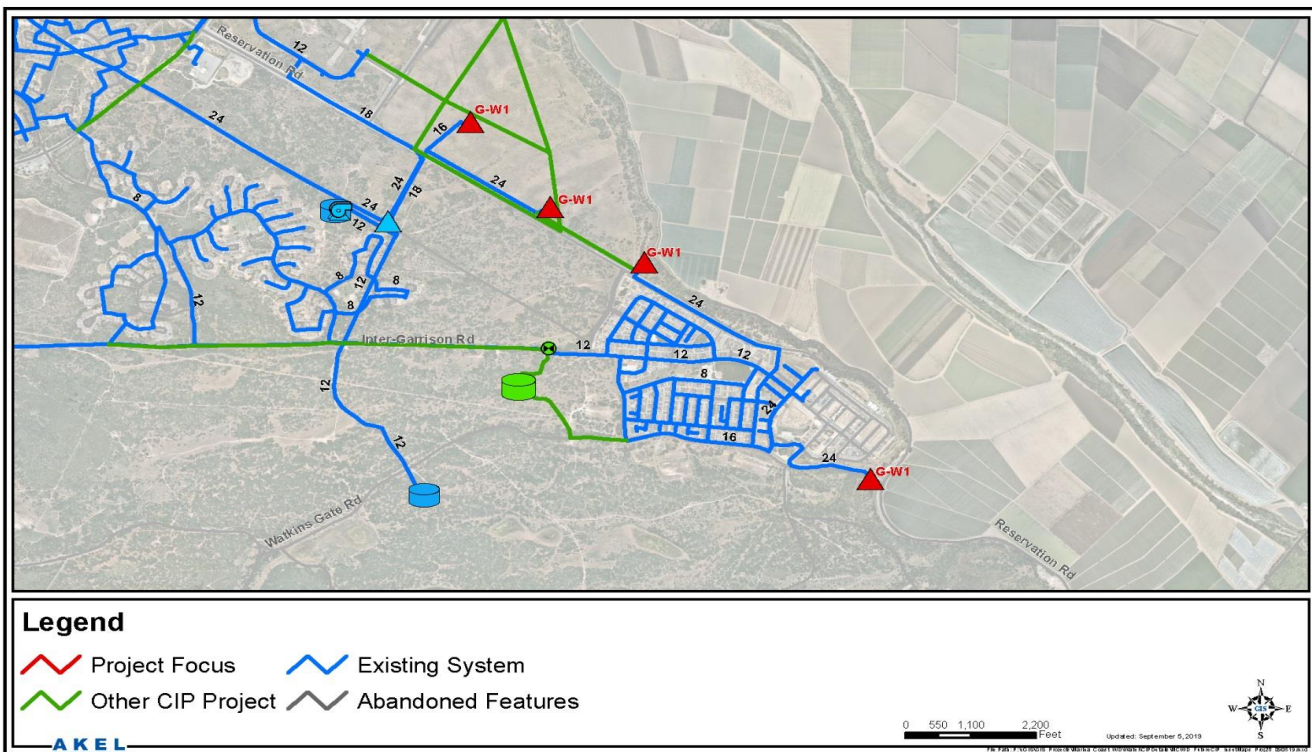 Reservation Rd
12
18
24
16
G-W1
24
18
24
G-W1
8
24
12
G-W1
8
12
8
8
12
24
Inter-Garrison Rd
12
12
12
8
12
24
16
12
24
G-W1
Watkins Gate Rd
Reservation Rd
Legend
Project Focus
Existing System
Other CIP Project
Abandoned Features
AKEL
0 550 1,100 2,200
Feet
Updated: September 5, 2019
N
W GIS E
S